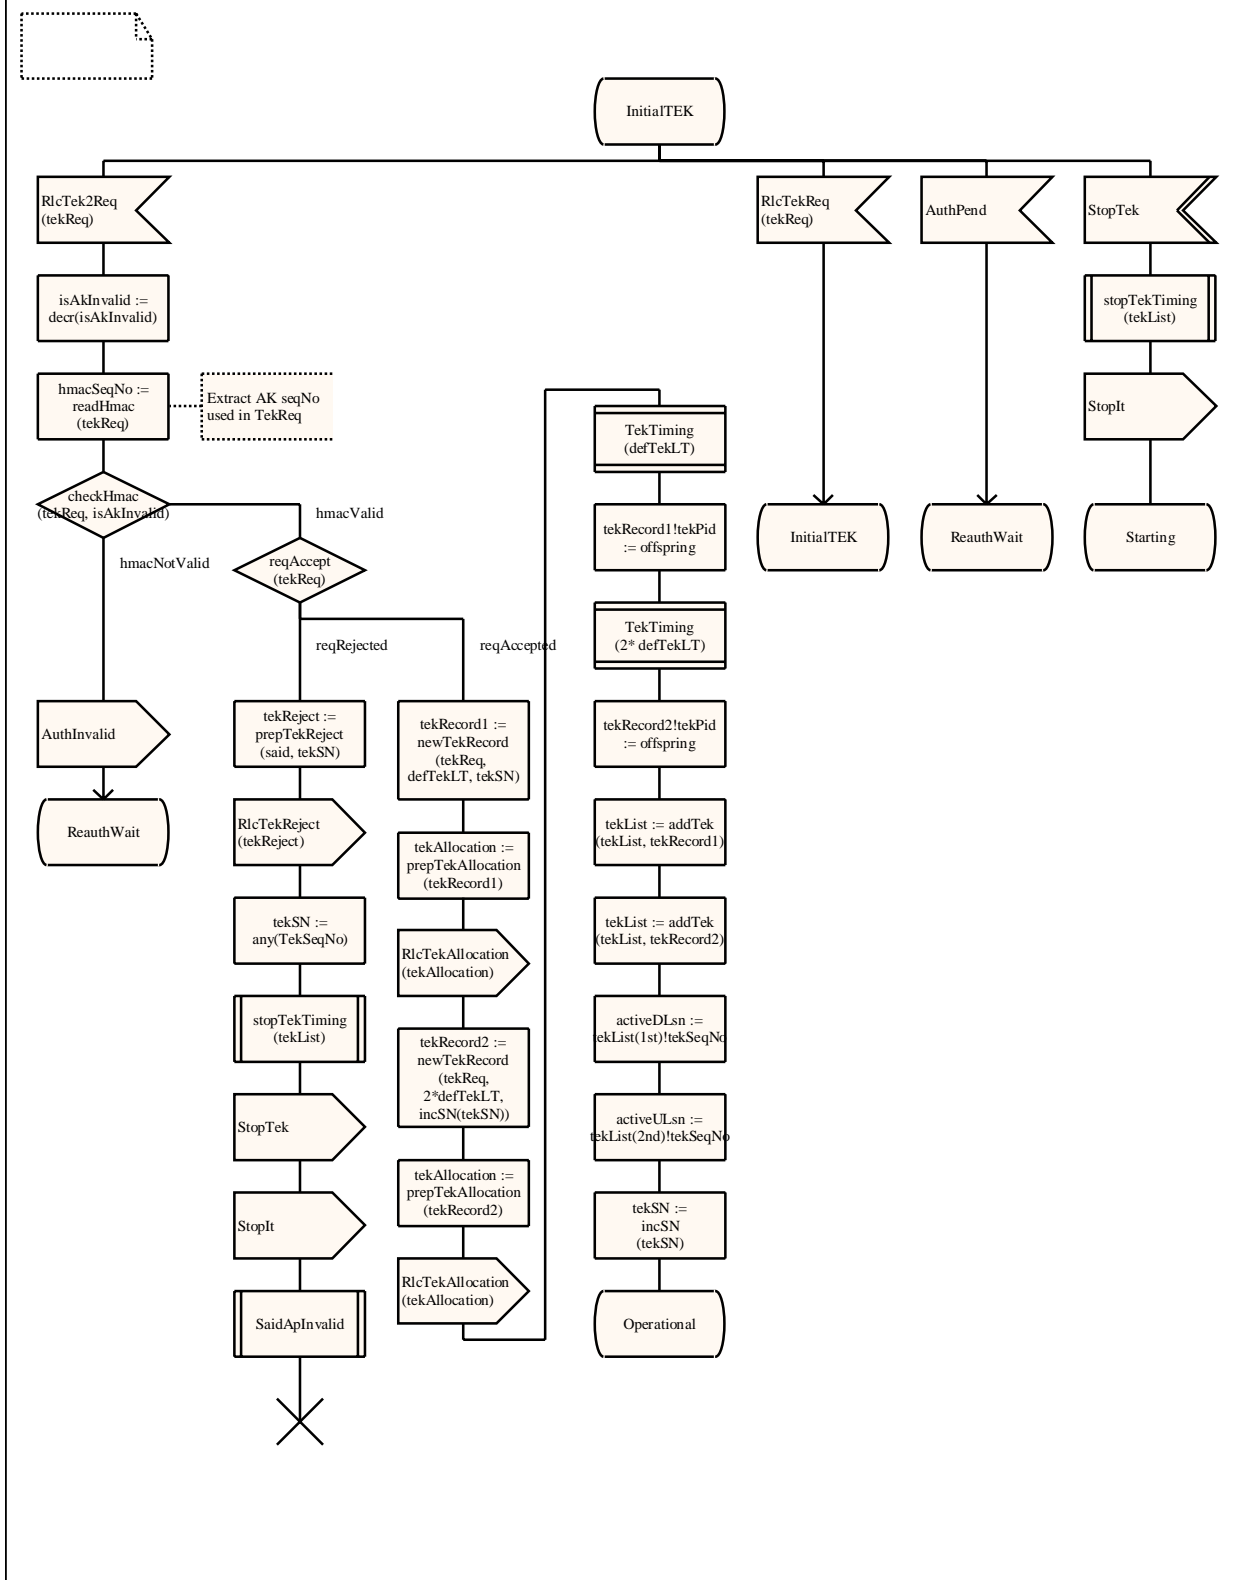 InitialTEK
RlcTek2Req
(tekReq)
RlcTekReq
(tekReq)
AuthPend
StopTek
isAkInvalid :=
decr(isAkInvalid)
stopTekTiming
(tekList)
hmacSeqNo :=
readHmac
(tekReq)
Extract AK seqNo
used in TekReq
StopIt
checkHmac
(tekReq, isAkInvalid)
hmacValid
hmacNotValid
reqAccept
(tekReq)
reqRejected
reqAccepted
InitialTEK
ReauthWait
Starting
AuthInvalid
ReauthWait
tekReject :=
prepTekReject
(said, tekSN)
RlcTekReject
(tekReject)
tekSN :=
any(TekSeqNo)
stopTekTiming
(tekList)
StopTek
StopIt
SaidApInvalid
tekRecord1 :=
newTekRecord
(tekReq,
defTekLT, tekSN)
tekAllocation :=
prepTekAllocation
(tekRecord1)
RlcTekAllocation
(tekAllocation)
tekRecord2 :=
newTekRecord
(tekReq,
2*defTekLT,
incSN(tekSN))
tekAllocation :=
prepTekAllocation
(tekRecord2)
RlcTekAllocation
(tekAllocation)
TekTiming
(defTekLT)
tekRecord1!tekPid
:= offspring
TekTiming
(2* defTekLT)
tekRecord2!tekPid
:= offspring
tekList := addTek
(tekList, tekRecord1)
tekList := addTek
(tekList, tekRecord2)
activeDLsn :=
tekList(1st)!tekSeqNo
activeULsn :=
tekList(2nd)!tekSeqNo
tekSN :=
incSN
(tekSN)
Operational